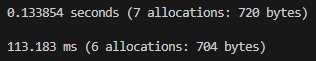 0.133854 seconds (7 allocations: 720 bytes)
113.183 ms (6 allocations: 704 bytes)